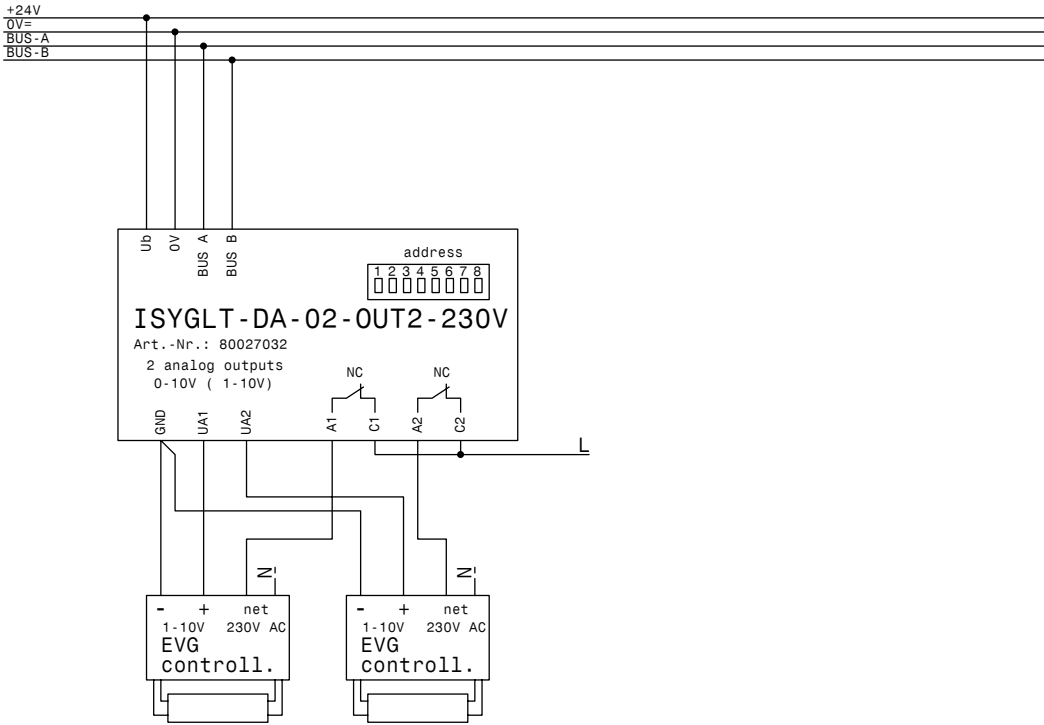 +24V
0V=
BUS-A
BUS-B
Ub
0V
BUS A
BUS B
address
1 2 3 4 5 6 7 8
ISYGLT-DA-02-OUT2-230V
Art.-Nr.: 80027032
2 analog outputs
0-10V ( 1-10V)
NC
NC
GND
UA1
UA2
A1
C1
A2
C2
L
N
N
- + net
1-10V 230V AC
EVG
controll.
- + net
1-10V 230V AC
EVG
controll.